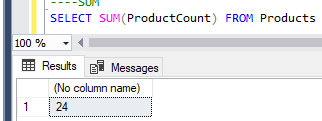 ----SUM
SELECT SUM(ProductCount) FROM Products
100 %
Results Messages
(No column name)
1 24